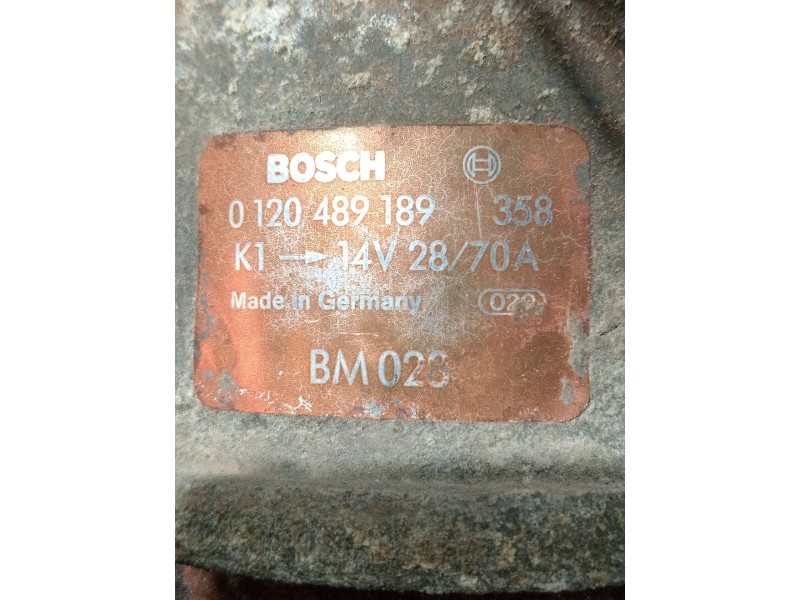 BOSCH
0 120 489 189 358
K1 → 14V 28/70A
Made in Germany
BM 028